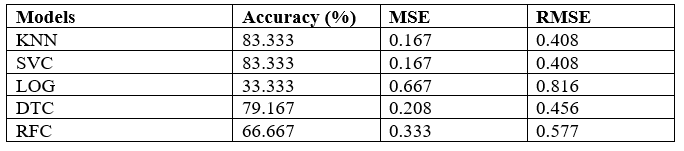 Models Accuracy (%) MSE RMSE
KNN 83.333 0.167 0.408
SVC 83.333 0.167 0.408
LOG 33.333 0.667 0.816
DTC 79.167 0.208 0.456
RFC 66.667 0.333 0.577